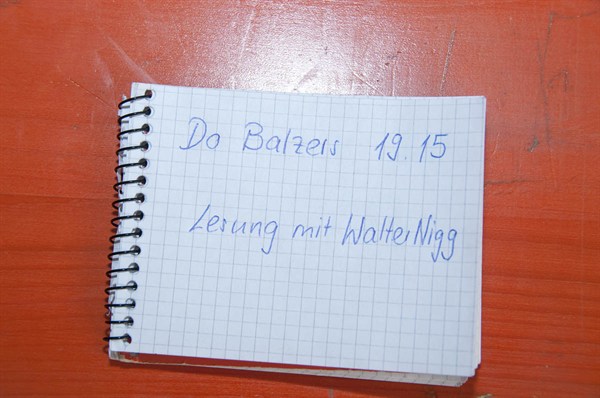 Do Balzers 19.15
Lesung mit Walter Nigg